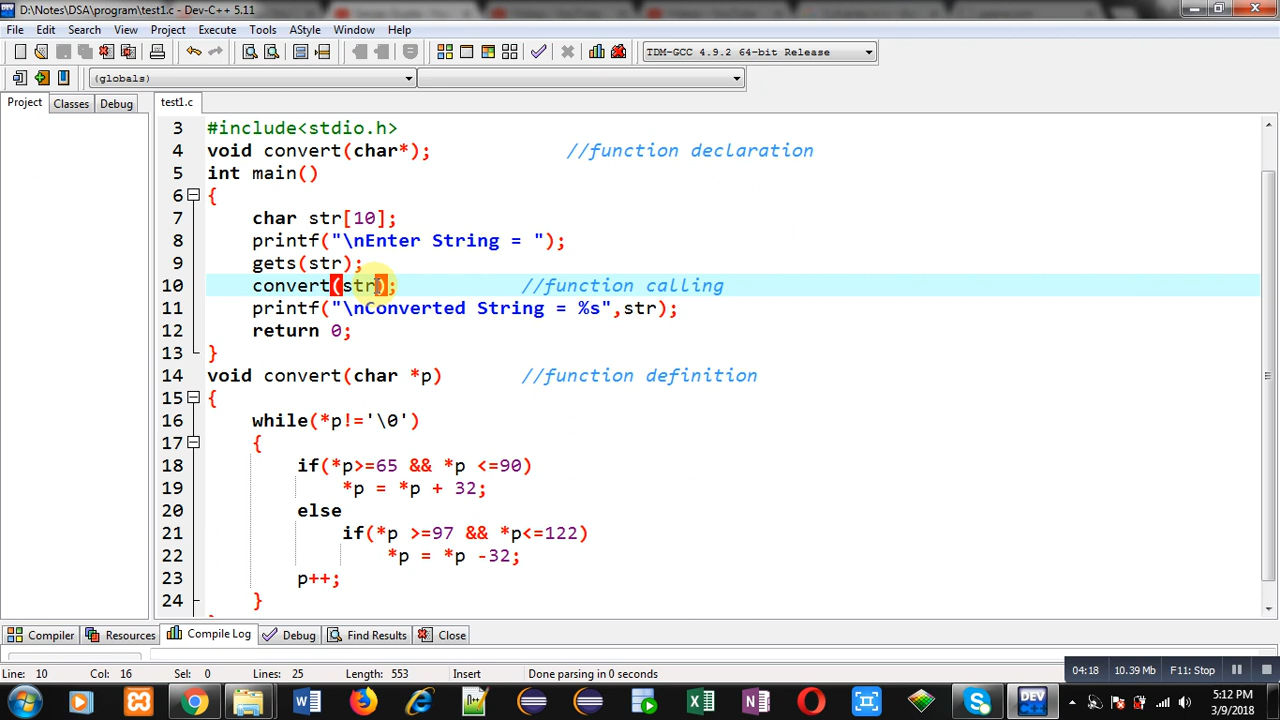 D:\Notes\DSA\program\test1.c - Dev-C++ 5.11
File Edit Search View Project Execute Tools AStyle Window Help
TDM-GCC 4.9.2 64-bit Release
(globals)
Project Classes Debug
test1.c
3 #include<stdio.h>
4 void convert(char*); //function declaration
5 int main()
6 {
7 char str[10];
8 printf("\nEnter String = ");
9 gets(str);
10 convert(str); //function calling
11 printf("\nConverted String = %s",str);
12 return 0;
13 }
14 void convert(char *p) //function definition
15 {
16 while(*p!='\0')
17 {
18 if(*p>=65 && *p <=90)
19 *p = *p + 32;
20 else
21 if(*p >=97 && *p<=122)
22 *p = *p -32;
23 p++;
24 }
Compiler Resources Compile Log Debug Find Results Close
Line: 10 Col: 16 Sel: 0 Lines: 25 Length: 553 Insert Done parsing in 0 seconds
04:18 10.39 Mb F11: Stop
DEV
5:12 PM
3/9/2018